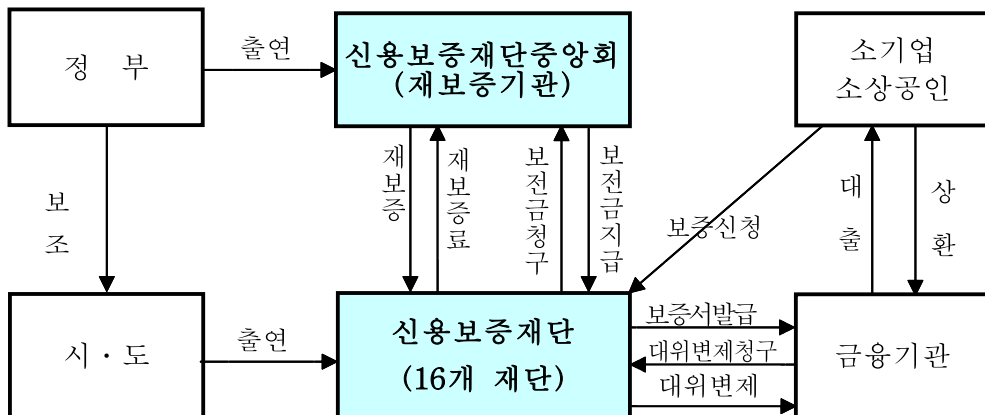 정 부
출연
신용보증재단중앙회
(재보증기관)
소기업
소상공인
보조
재보증
재보증료
보전금청구
보전금지급
보증신청
대출
상환
시·도
출연
신용보증재단
(16개 재단)
보증서발급
대위변제청구
대위변제
금융기관